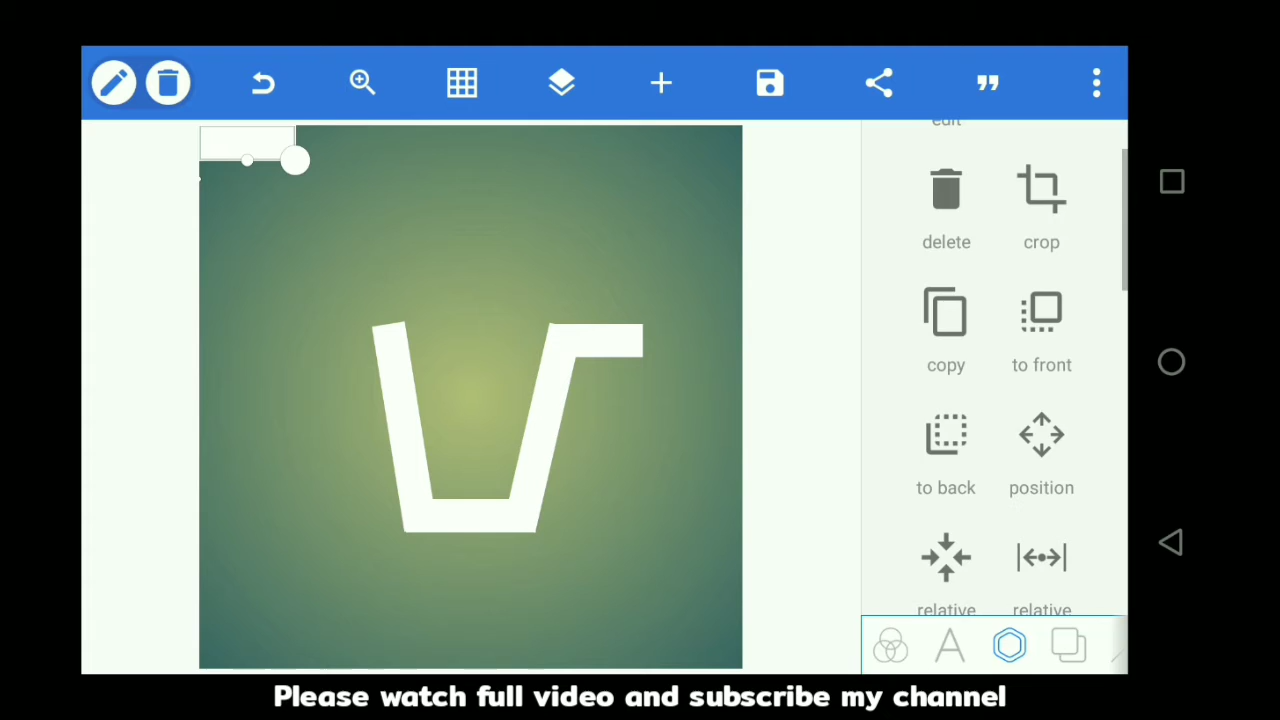 edit
delete
crop
copy
to front
to back
position
relative
relative
Please watch full video and subscribe my channel